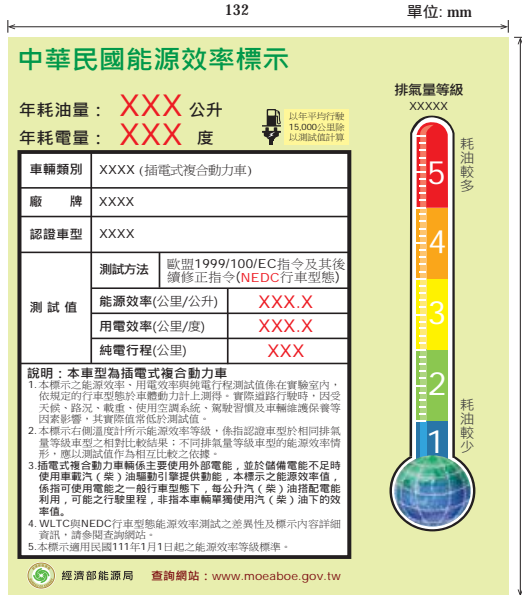 132
單位: mm
中華民國能源效率標示
年耗油量： XXX 公升
年耗電量： XXX 度
以年平均行駛
15,000公里除
以測試值計算
車輛類別 XXXX (插電式複合動力車)
廠 牌 XXXX
認證車型 XXXX
測試值
測試方法 歐盟1999/100/EC指令及其後
續修正指令(NEDC行車型態)
能源效率(公里/公升) XXX.X
用電效率(公里/度) XXX.X
純電行程(公里) XXX
說明：本車型為插電式複合動力車
1.本標示之能源效率、用電效率與純電行程測試值係在實驗室內，
依規定的行車型態於車體動力計上測得。實際道路行駛時，因受
天候、路況、載重、使用空調系統、駕駛習慣及車輛維護保養等
因素影響，其實際值常低於測試值。
2.本標示右側溫度計所示能源效率等級，係指認證車型於相同排氣
量等級車型之相對比較結果；不同排氣量等級車型的能源效率情
形，應以測試值作為相互比較之依據。
3.插電式複合動力車輛係主要使用外部電能，並於儲備電能不足時
使用車載汽（柴）油驅動引擎提供動能，本標示之能源效率值，
係指可使用電能之一般行車型態下，每公升汽（柴）油搭配電能
利用，可能之行駛里程，非指本車輛單獨使用汽（柴）油下的效
率值。
4. WLTC與NEDC行車型態能源效率測試之差異性及標示內容詳細
資訊，請參閱查詢網站。
5.本標示適用民國111年1月1日起之能源效率等級標準。
經濟部能源局 查詢網站：www.moeaboe.gov.tw
排氣量等級
XXXXX
耗油較多
5
4
3
2
1
耗油較少